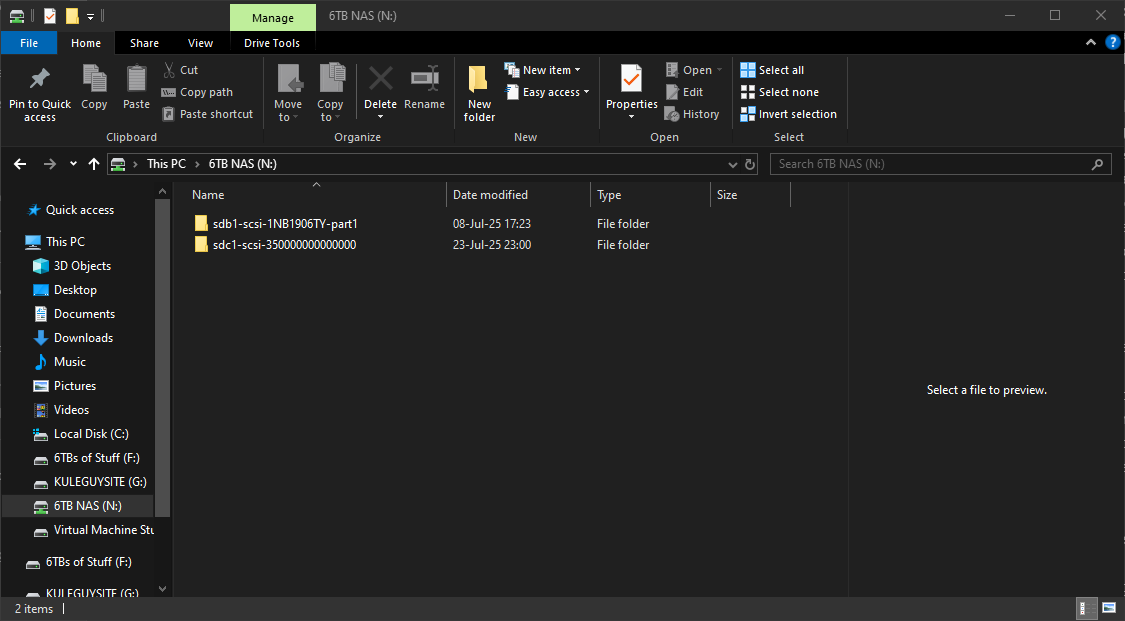 Manage
6TB NAS (N:)
File
Home
Share
View
Drive Tools
Pin to Quick access
Copy
Paste
Cut
Copy path
Paste shortcut
Clipboard
Move to
Copy to
Delete
Rename
Organize
New folder
New item
Easy access
New
Properties
Open
Edit
History
Open
Select all
Select none
Invert selection
Select
This PC
6TB NAS (N:)
Search 6TB NAS (N:)
Name
Date modified
Type
Size
sdb1-scsi-1NB1906TY-part1 08-Jul-25 17:23 File folder
sdc1-scsi-350000000000000 23-Jul-25 23:00 File folder
Quick access
This PC
3D Objects
Desktop
Documents
Downloads
Music
Pictures
Videos
Local Disk (C:)
6TBs of Stuff (F:)
KULEGUYSITE (G:)
6TB NAS (N:)
Virtual Machine Stu
6TBs of Stuff (F:)
KULEGUYSITE (G:)
Select a file to preview.
2 items